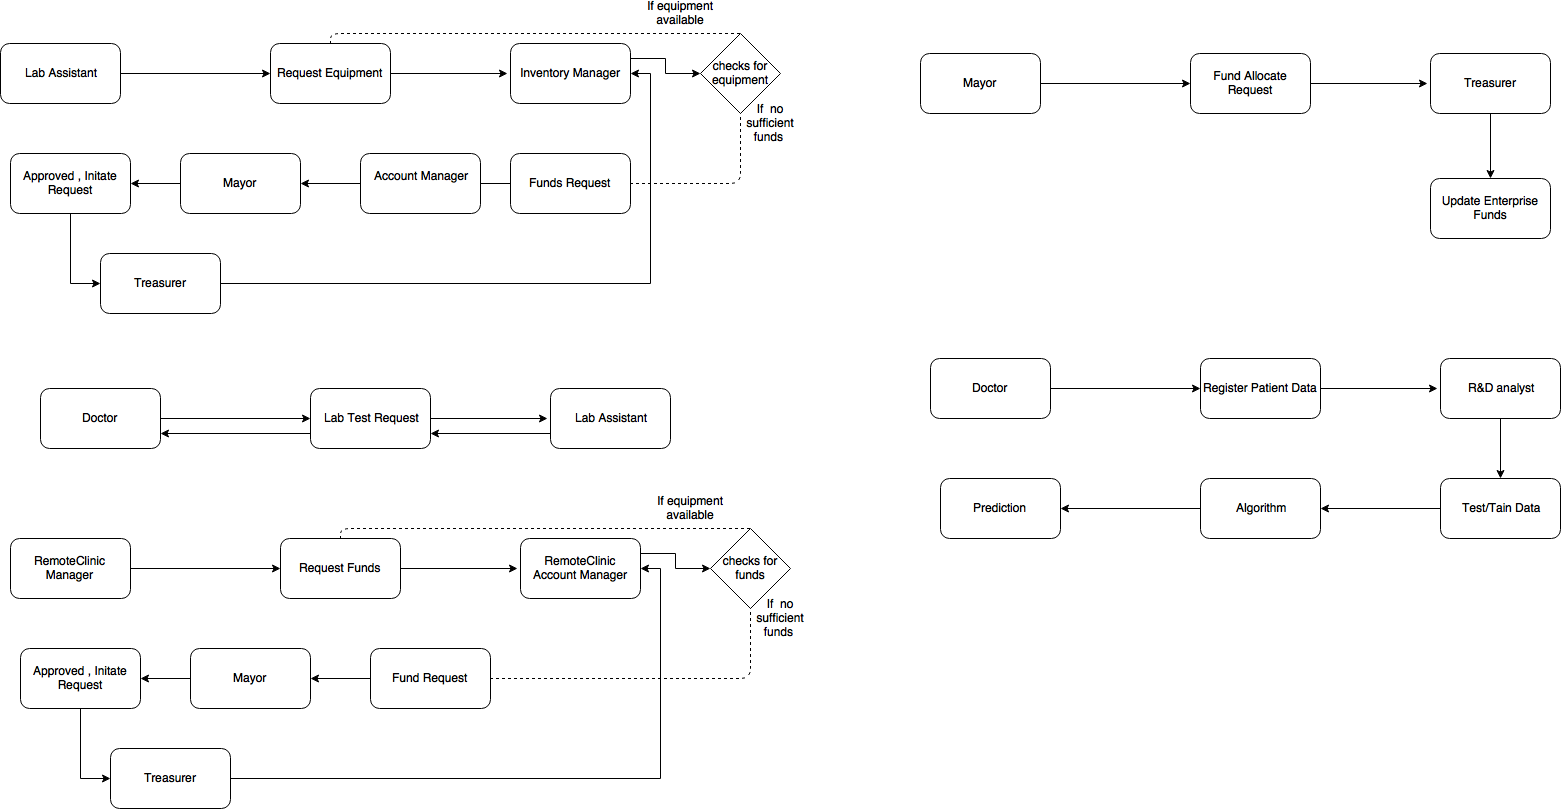 If equipment
available
Lab Assistant
Request Equipment
Inventory Manager
checks for
equipment
If  no
sufficient
funds
Approved , Initate
Request
Mayor
Account Manager
Funds Request
Treasurer
Mayor
Fund Allocate
Request
Treasurer
Update Enterprise
Funds
Doctor
Lab Test Request
Lab Assistant
Doctor
Register Patient Data
R&D analyst
Prediction
Algorithm
Test/Tain Data
If equipment
available
RemoteClinic
Manager
Request Funds
RemoteClinic
Account Manager
checks for
funds
If  no
sufficient
funds
Approved , Initate
Request
Mayor
Fund Request
Treasurer